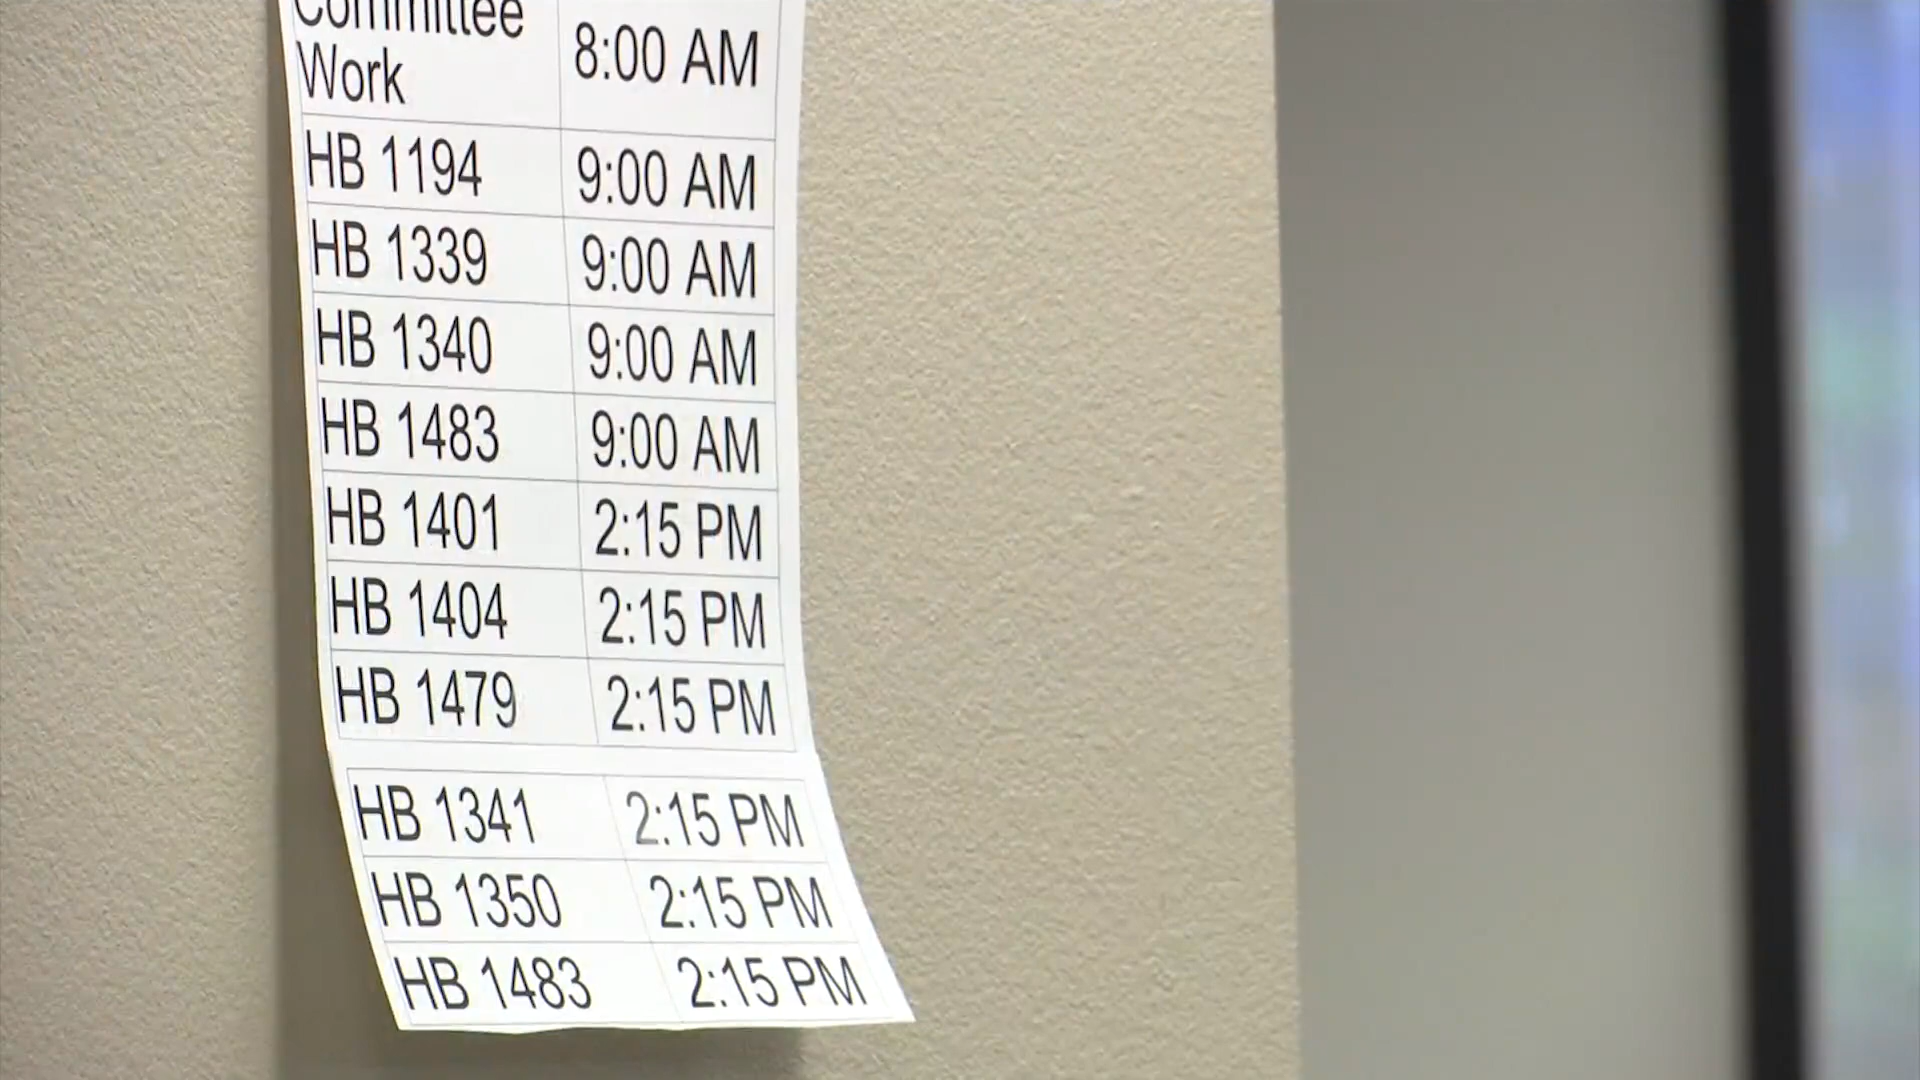 Committee
Work 8:00 AM
HB 1194 9:00 AM
HB 1339 9:00 AM
HB 1340 9:00 AM
HB 1483 9:00 AM
HB 1401 2:15 PM
HB 1404 2:15 PM
HB 1479 2:15 PM
HB 1341 2:15 PM
HB 1350 2:15 PM
HB 1483 2:15 PM